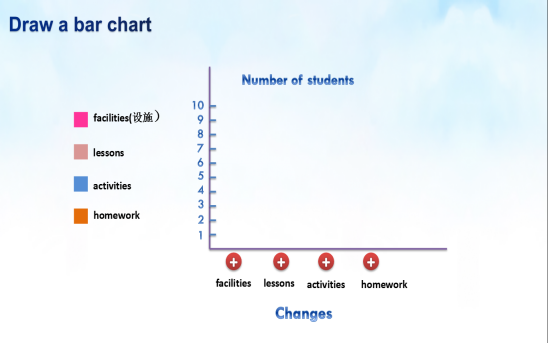 Draw a bar chart
Number of students
facilities(设施）
lessons
activities
homework
10
9
8
7
6
5
4
3
2
1
facilities lessons activities homework
Changes